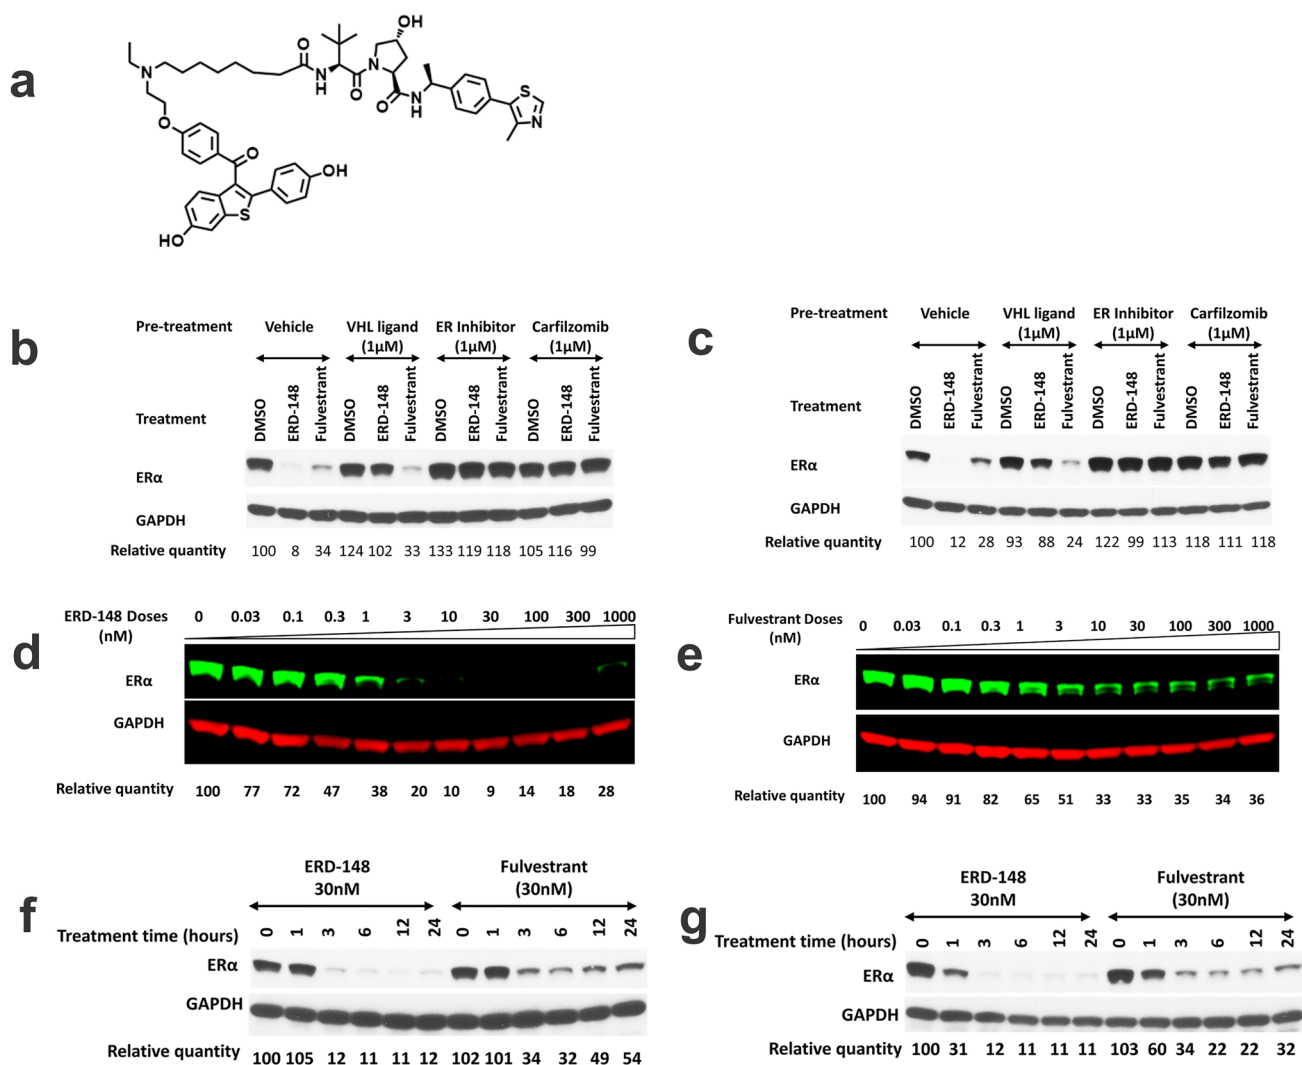 a
OH
O
N
H
O
N
O
N
H
S
N
N
O
O
OH
S
HO
b
Pre-treatment Vehicle VHL ligand (1μM) ER Inhibitor (1μM) Carfilzomib (1μM)
Treatment DMSO ERD-148 Fulvestrant DMSO ERD-148 Fulvestrant DMSO ERD-148 Fulvestrant DMSO ERD-148 Fulvestrant
ERα
GAPDH
Relative quantity 100 8 34 124 102 33 133 119 118 105 116 99
c
Pre-treatment Vehicle VHL ligand (1μM) ER Inhibitor (1μM) Carfilzomib (1μM)
Treatment DMSO ERD-148 Fulvestrant DMSO ERD-148 Fulvestrant DMSO ERD-148 Fulvestrant DMSO ERD-148 Fulvestrant
ERα
GAPDH
Relative quantity 100 12 28 93 88 24 122 99 113 118 111 118
d
ERD-148 Doses (nM) 0 0.03 0.1 0.3 1 3 10 30 100 300 1000
ERα
GAPDH
Relative quantity 100 77 72 47 38 20 10 9 14 18 28
e
Fulvestrant Doses (nM) 0 0.03 0.1 0.3 1 3 10 30 100 300 1000
ERα
GAPDH
Relative quantity 100 94 91 82 65 51 33 33 35 34 36
f
ERD-148 30nM Fulvestrant (30nM)
Treatment time (hours) 0 1 3 6 12 24 0 1 3 6 12 24
ERα
GAPDH
Relative quantity 100 105 12 11 11 12 102 101 34 32 49 54
g
ERD-148 30nM Fulvestrant (30nM)
Treatment time (hours) 0 1 3 6 12 24 0 1 3 6 12 24
ERα
GAPDH
Relative quantity 100 31 12 11 11 11 103 60 34 22 22 32